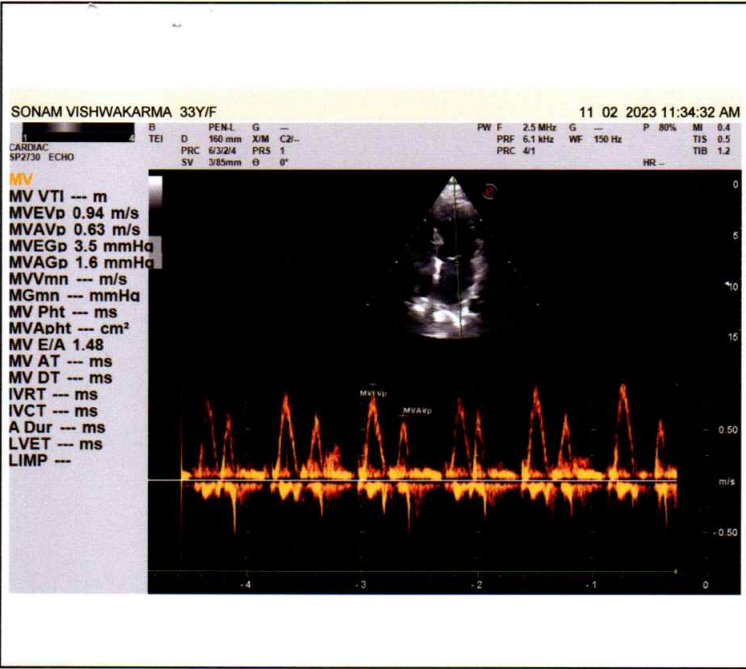 SONAM VISHWAKARMA 33Y/F 11 02 2023 11:34:32 AM
1 4
CARDIAC
SP2730 ECHO
B PEN-L G ---
TEI D 160 mm X/M C2/--
PRC 6/3/2/4 PRS 1
SV 3/85mm Θ 0°
PW F 2.5 MHz G --- P 80% MI 0.4
PRF 6.1 kHz WF 150 Hz TIS 0.5
PRC 4/1 TIB 1.2
HR --
MV
MV VTI --- m
MVEVp 0.94 m/s
MVAVp 0.63 m/s
MVEGp 3.5 mmHg
MVAGp 1.6 mmHg
MVVmn --- m/s
MGmn --- mmHg
MV Pht --- ms
MVApht --- cm²
MV E/A 1.48
MV AT --- ms
MV DT --- ms
IVRT --- ms
IVCT --- ms
A Dur --- ms
LVET --- ms
LIMP ---
0
5
10
15
MVEVp
MVAVp
0.50
m/s
-0.50
-4 -3 -2 -1 0